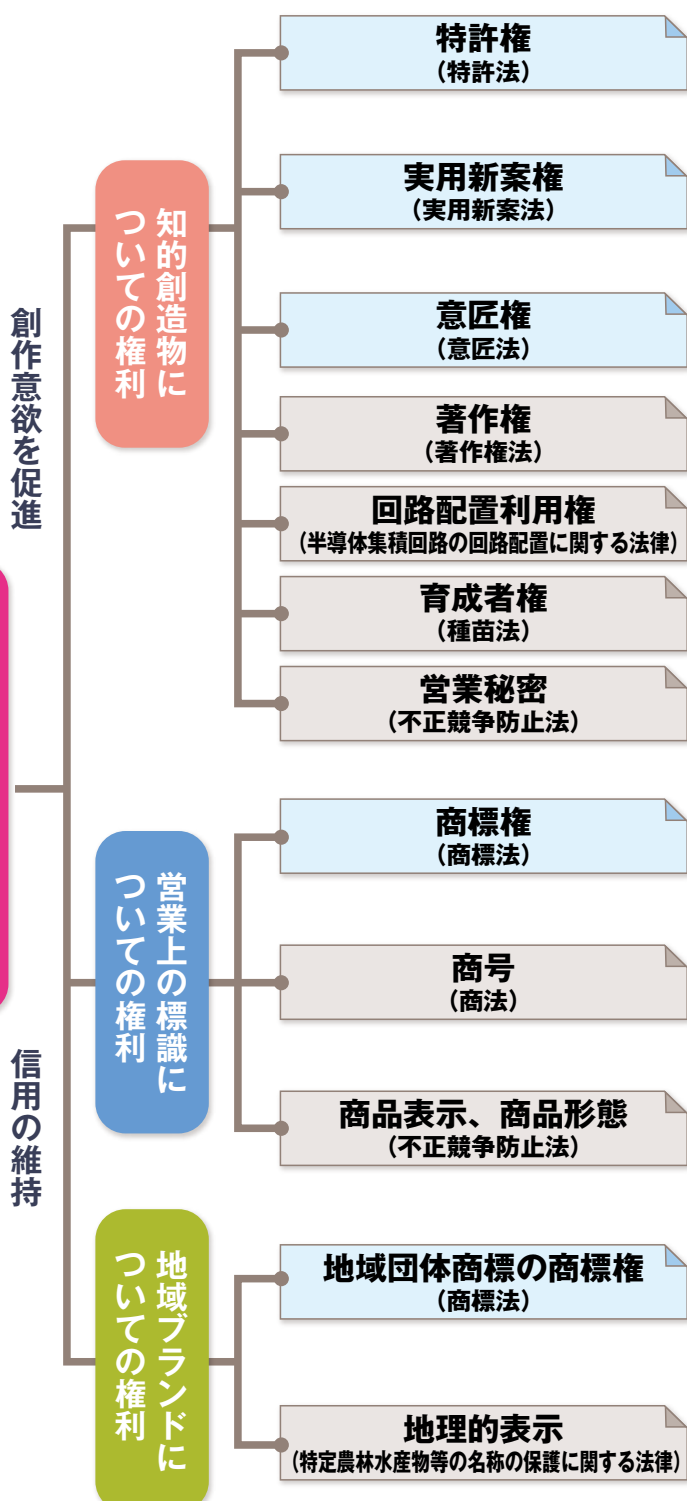 創作意欲を促進
知的創造物に
ついての権利
特許権
(特許法)
実用新案権
(実用新案法)
意匠権
(意匠法)
著作権
(著作権法)
回路配置利用権
(半導体集積回路の回路配置に関する法律)
育成者権
(種苗法)
営業秘密
(不正競争防止法)
信用の維持
営業上の標識に
ついての権利
商標権
(商標法)
商号
(商法)
商品表示、商品形態
(不正競争防止法)
地域ブランドに
ついての権利
地域団体商標の商標権
(商標法)
地理的表示
(特定農林水産物等の名称の保護に関する法律)